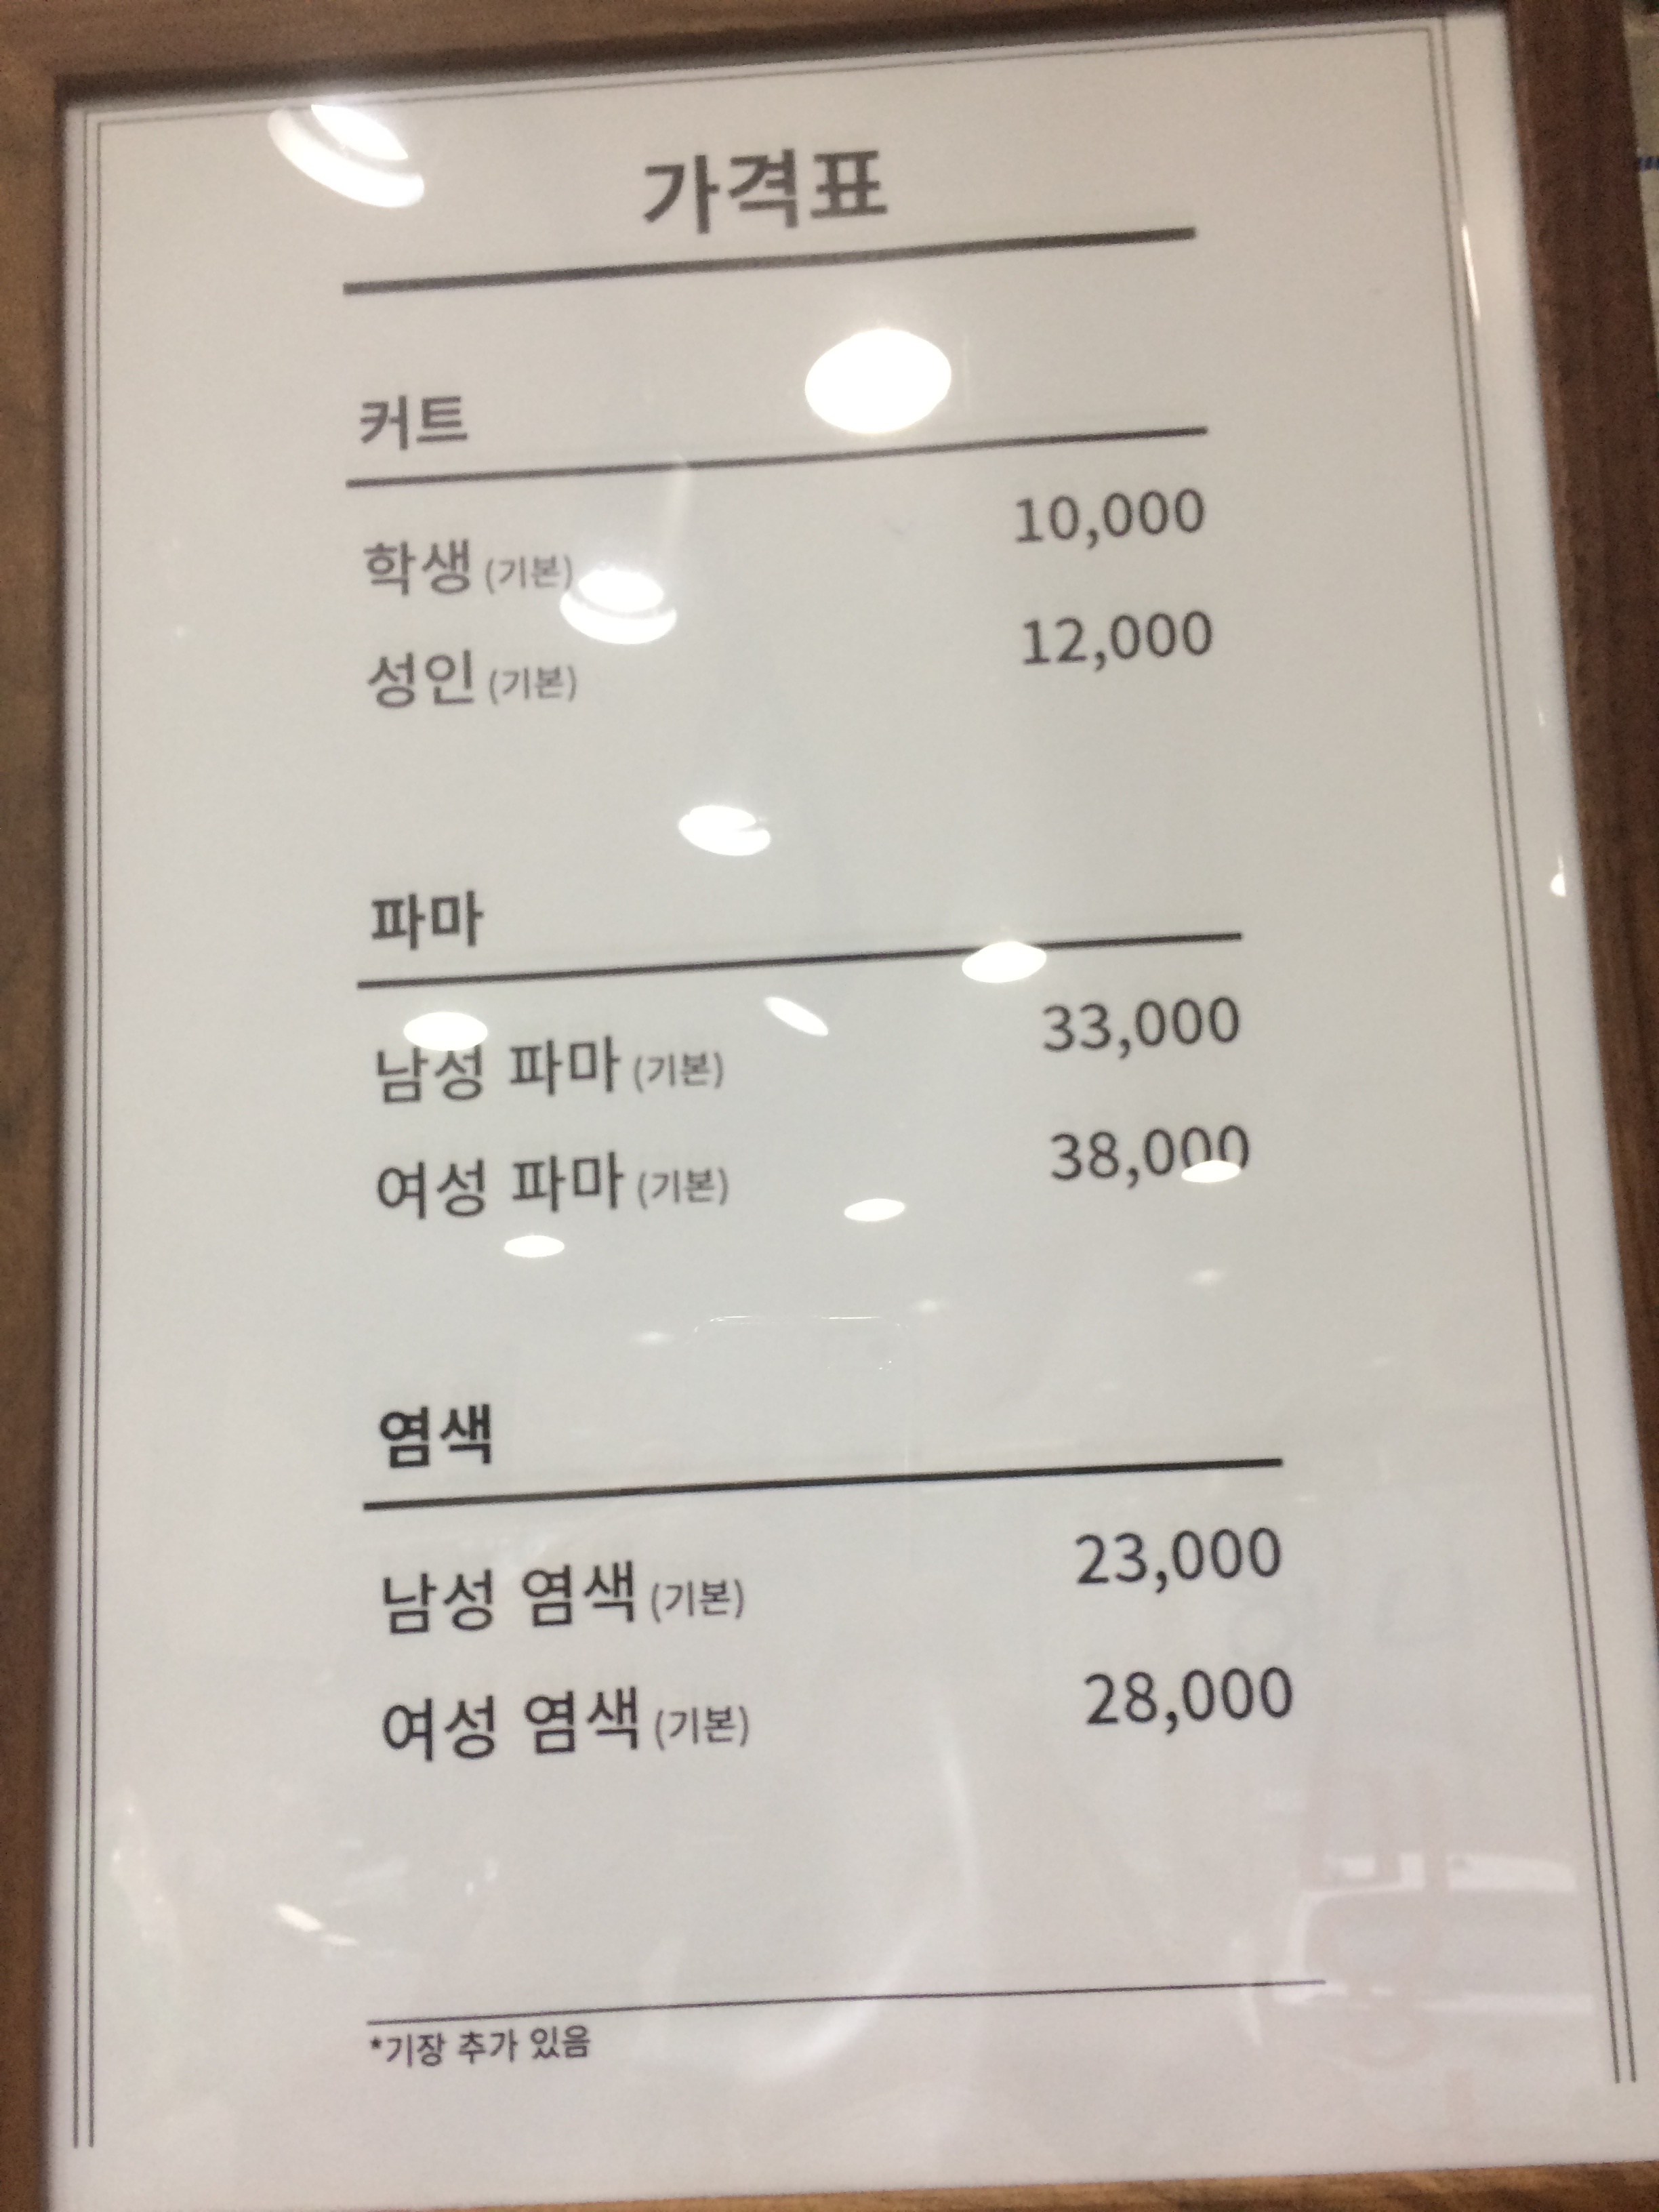 가격표
커트
학생 (기본) 10,000
성인 (기본) 12,000
파마
남성 파마 (기본) 33,000
여성 파마 (기본) 38,000
염색
남성 염색 (기본) 23,000
여성 염색 (기본) 28,000
*기장 추가 있음